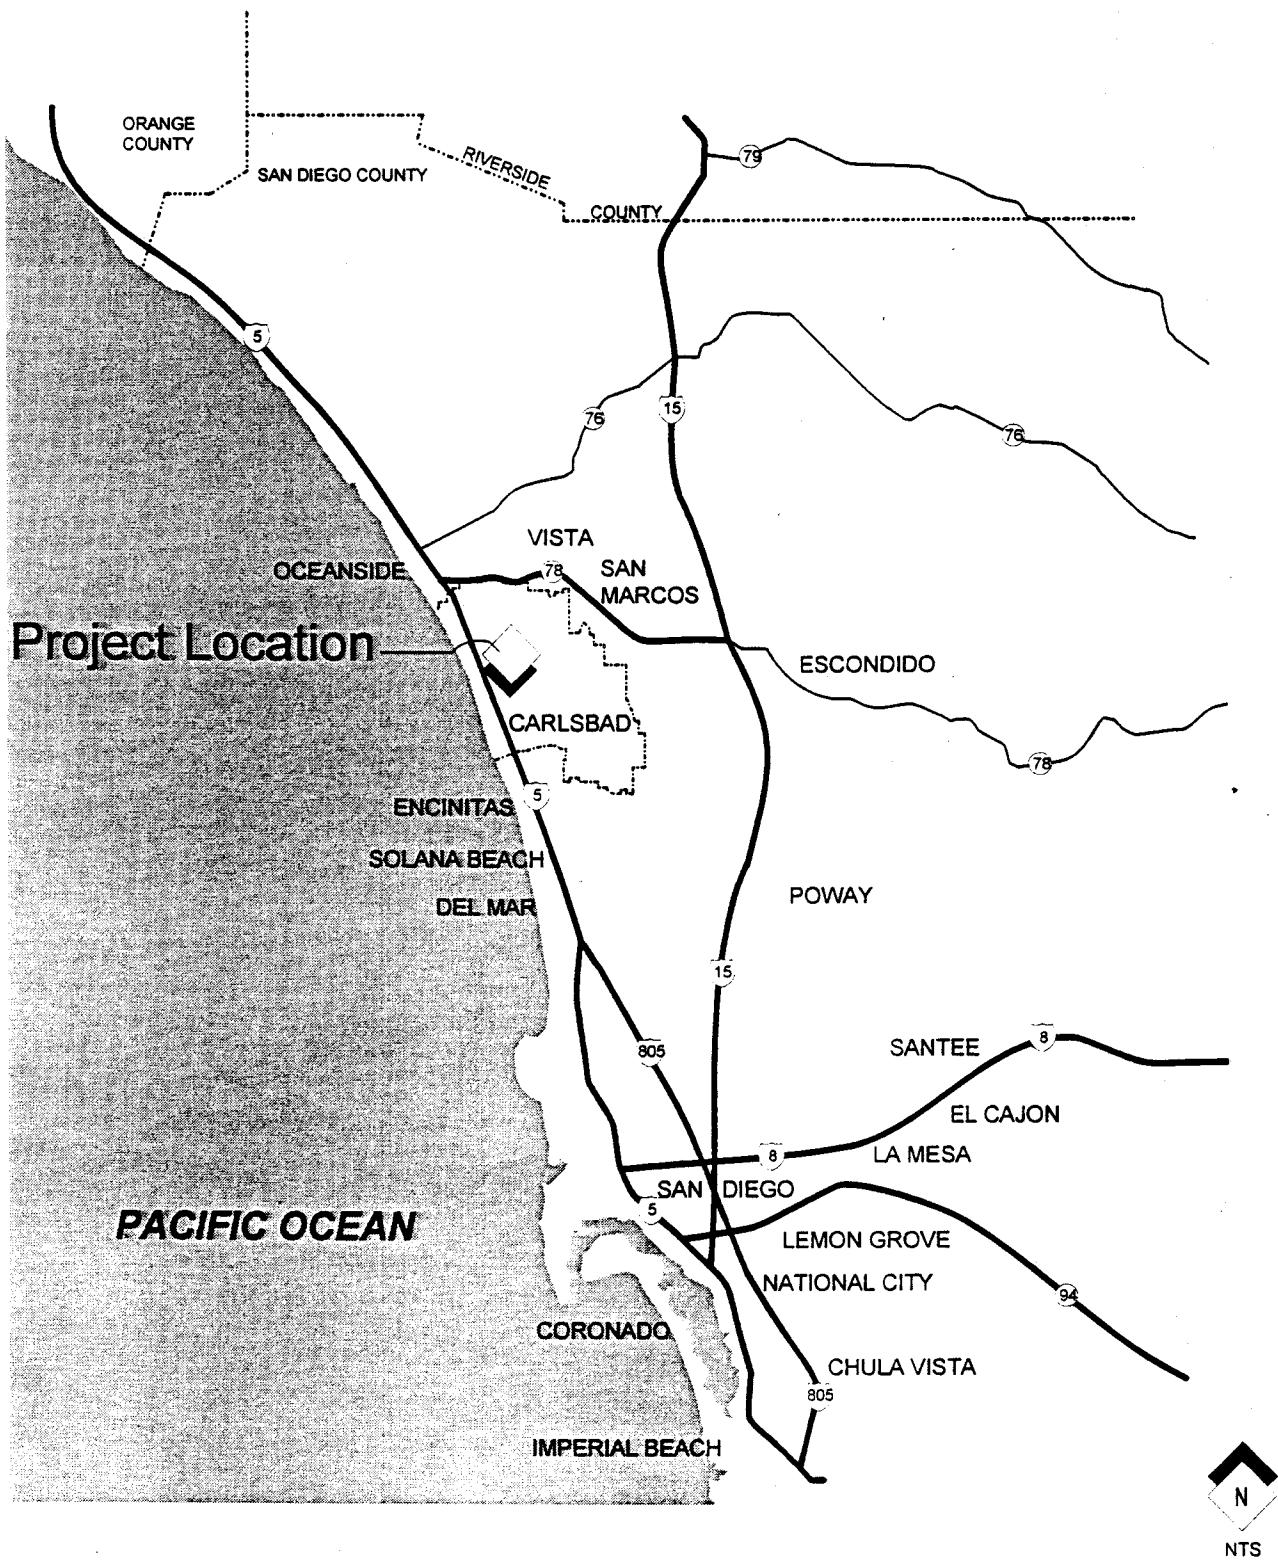 ORANGE
COUNTY
SAN DIEGO COUNTY
RIVERSIDE
COUNTY
79
5
76
15
76
VISTA
OCEANSIDE
78
SAN
MARCOS
Project Location
ESCONDIDO
CARLSBAD
78
5
ENCINITAS
SOLANA BEACH
DEL MAR
POWAY
15
805
SANTEE
8
EL CAJON
8
LA MESA
SAN DIEGO
5
PACIFIC OCEAN
LEMON GROVE
NATIONAL CITY
94
CORONADO
CHULA VISTA
805
IMPERIAL BEACH
N
NTS